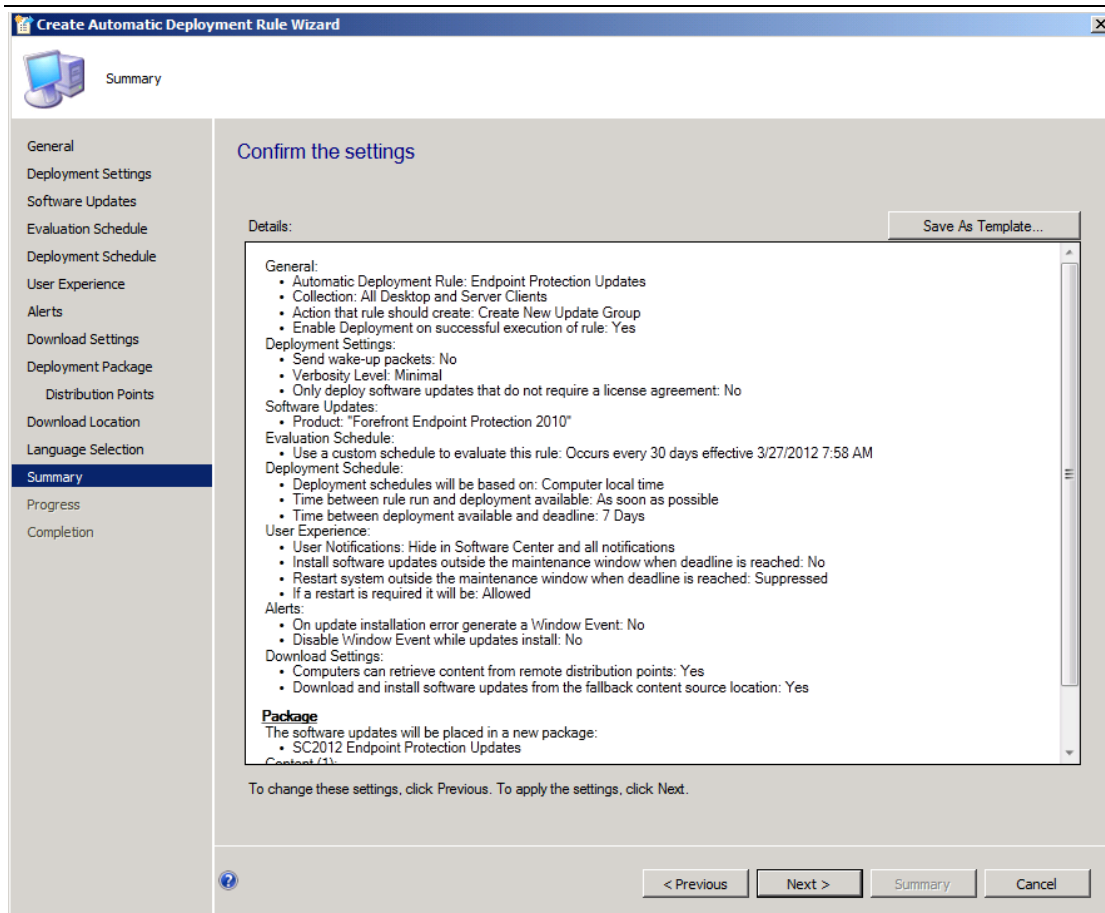 Create Automatic Deployment Rule Wizard
Summary
General
Deployment Settings
Software Updates
Evaluation Schedule
Deployment Schedule
User Experience
Alerts
Download Settings
Deployment Package
Distribution Points
Download Location
Language Selection
Summary
Progress
Completion
Confirm the settings
Details:
Save As Template...
General:
• Automatic Deployment Rule: Endpoint Protection Updates
• Collection: All Desktop and Server Clients
• Action that rule should create: Create New Update Group
• Enable Deployment on successful execution of rule: Yes
Deployment Settings:
• Send wake-up packets: No
• Verbosity Level: Minimal
• Only deploy software updates that do not require a license agreement: No
Software Updates:
• Product: "Forefront Endpoint Protection 2010"
Evaluation Schedule:
• Use a custom schedule to evaluate this rule: Occurs every 30 days effective 3/27/2012 7:58 AM
Deployment Schedule:
• Deployment schedules will be based on: Computer local time
• Time between rule run and deployment available: As soon as possible
• Time between deployment available and deadline: 7 Days
User Experience:
• User Notifications: Hide in Software Center and all notifications
• Install software updates outside the maintenance window when deadline is reached: No
• Restart system outside the maintenance window when deadline is reached: Suppressed
• If a restart is required it will be: Allowed
Alerts:
• On update installation error generate a Window Event: No
• Disable Window Event while updates install: No
Download Settings:
• Computers can retrieve content from remote distribution points: Yes
• Download and install software updates from the fallback content source location: Yes
Package
The software updates will be placed in a new package:
• SC2012 Endpoint Protection Updates
Content (1):
To change these settings, click Previous. To apply the settings, click Next.
< Previous
Next >
Summary
Cancel